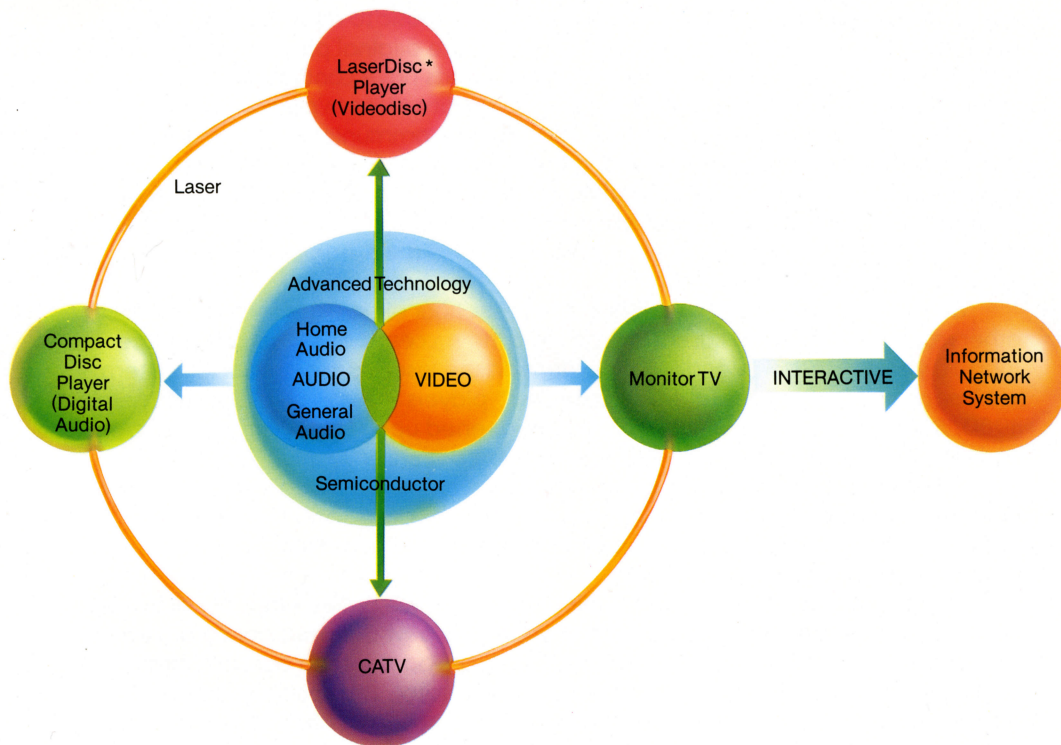 LaserDisc *
Player
(Videodisc)
Laser
Advanced Technology
Home
Audio
AUDIO
General
Audio
VIDEO
Semiconductor
Compact
Disc
Player
(Digital
Audio)
Monitor TV
INTERACTIVE
Information
Network
System
CATV